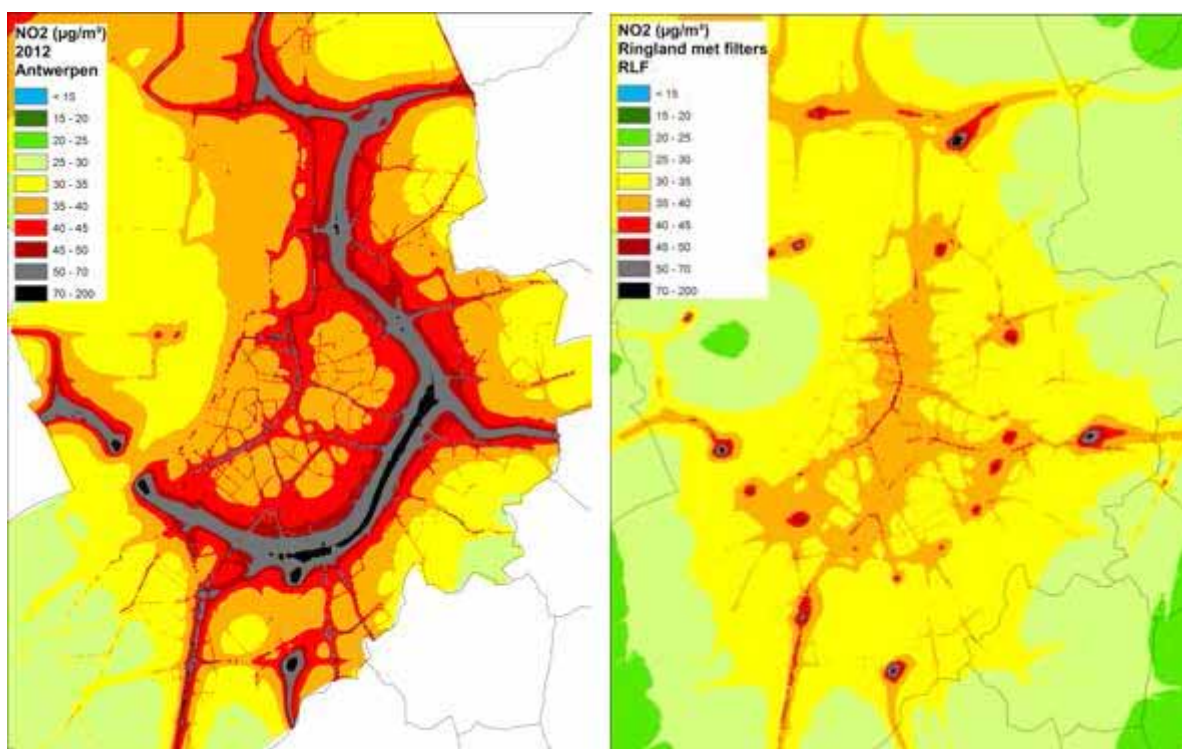 NO2 (µg/m³)
2012
Antwerpen
< 15
15 - 20
20 - 25
25 - 30
30 - 35
35 - 40
40 - 45
45 - 50
50 - 70
70 - 200
NO2 (µg/m³)
Ringland met filters
RLF
< 15
15 - 20
20 - 25
25 - 30
30 - 35
35 - 40
40 - 45
45 - 50
50 - 70
70 - 200